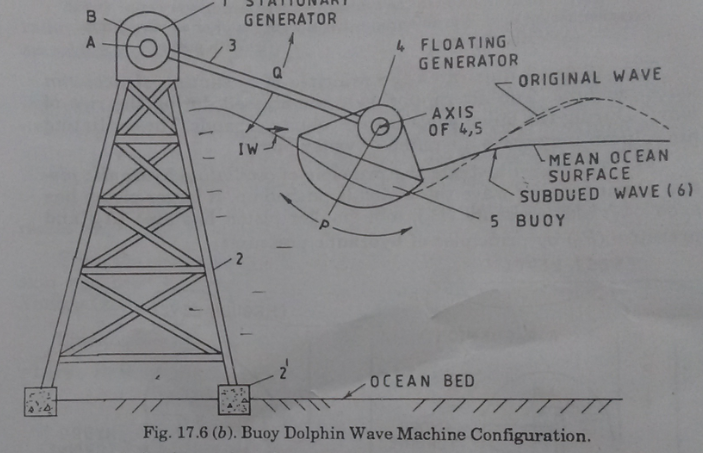 1 STATIONARY
GENERATOR
B
A
3
Q
4 FLOATING
GENERATOR
ORIGINAL WAVE
AXIS
OF 4,5
IW
MEAN OCEAN
SURFACE
SUBDUED WAVE (6)
5 BUOY
P
2
2'
OCEAN BED
Fig. 17.6 (b). Buoy Dolphin Wave Machine Configuration.